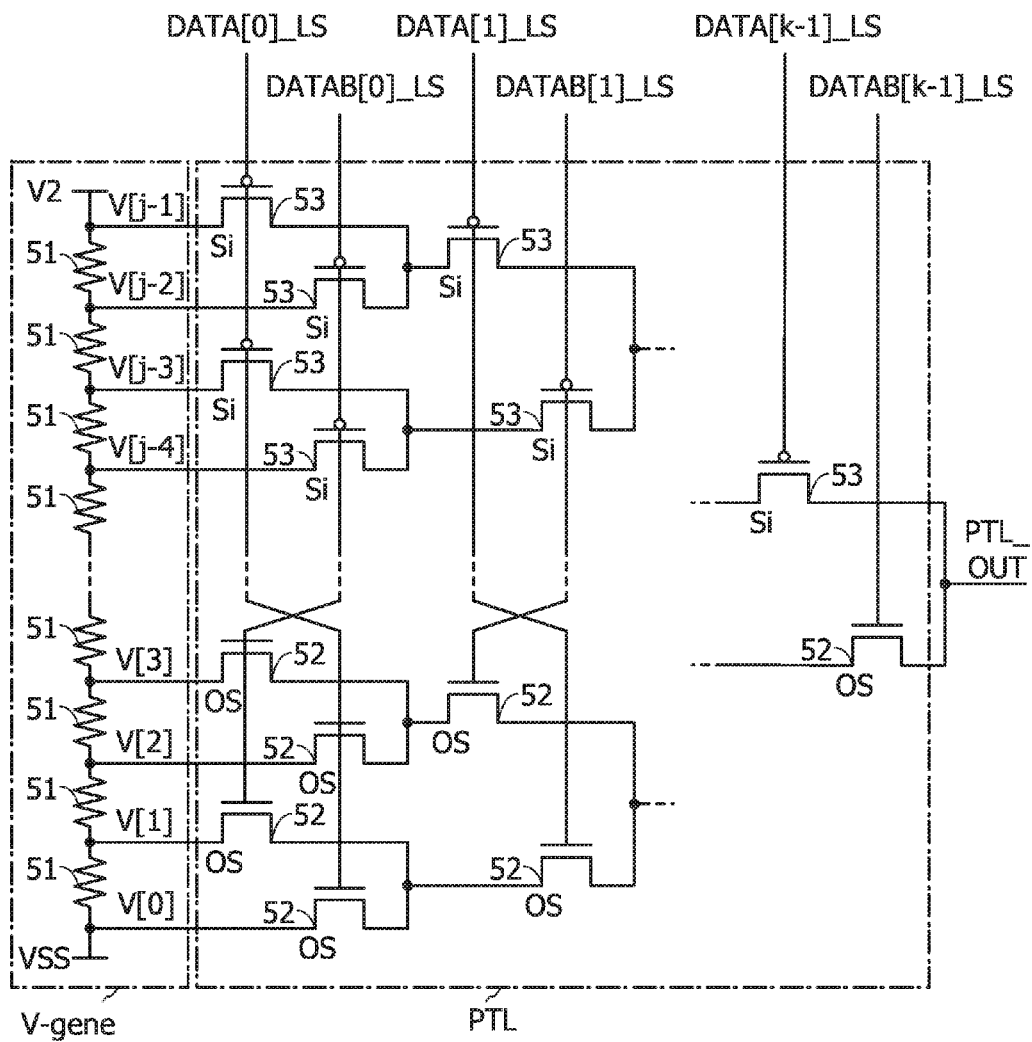 DATA[0]_LS DATA[1]_LS DATA[k-1]_LS
DATAB[0]_LS DATAB[1]_LS DATAB[k-1]_LS
V2
V[j-1]
53
Si
53
Si
51
V[j-2]
53
Si
51
V[j-3]
53
Si
53
Si
51
V[j-4]
53
Si
51
53
Si
PTL_
OUT
51
V[3]
52
OS
52
OS
52
OS
51
V[2]
52
OS
51
V[1]
52
OS
52
OS
51
V[0]
52
OS
VSS
V-gene
PTL